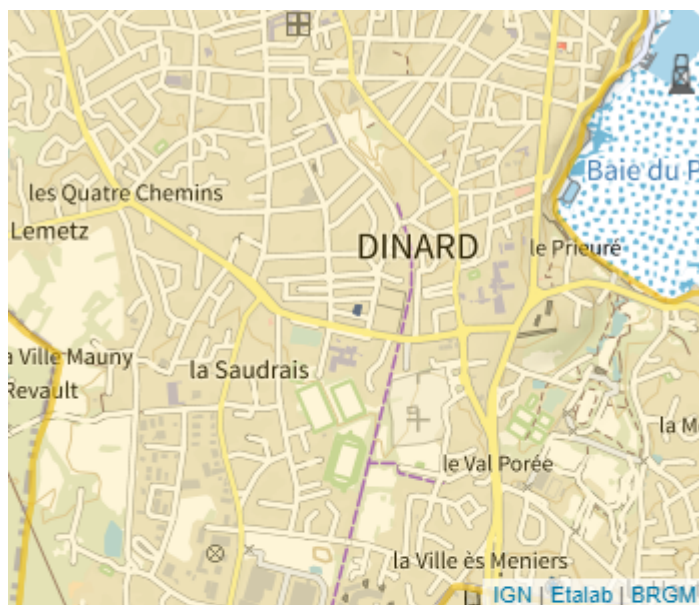 Baie du P
les Quatre Chemins
Lemetz
DINARD
le Prieuré
a Ville Mauny
Revault
la Saudrais
la M
le Val Porée
la Ville ès Meniers
IGN | Etalab | BRGM